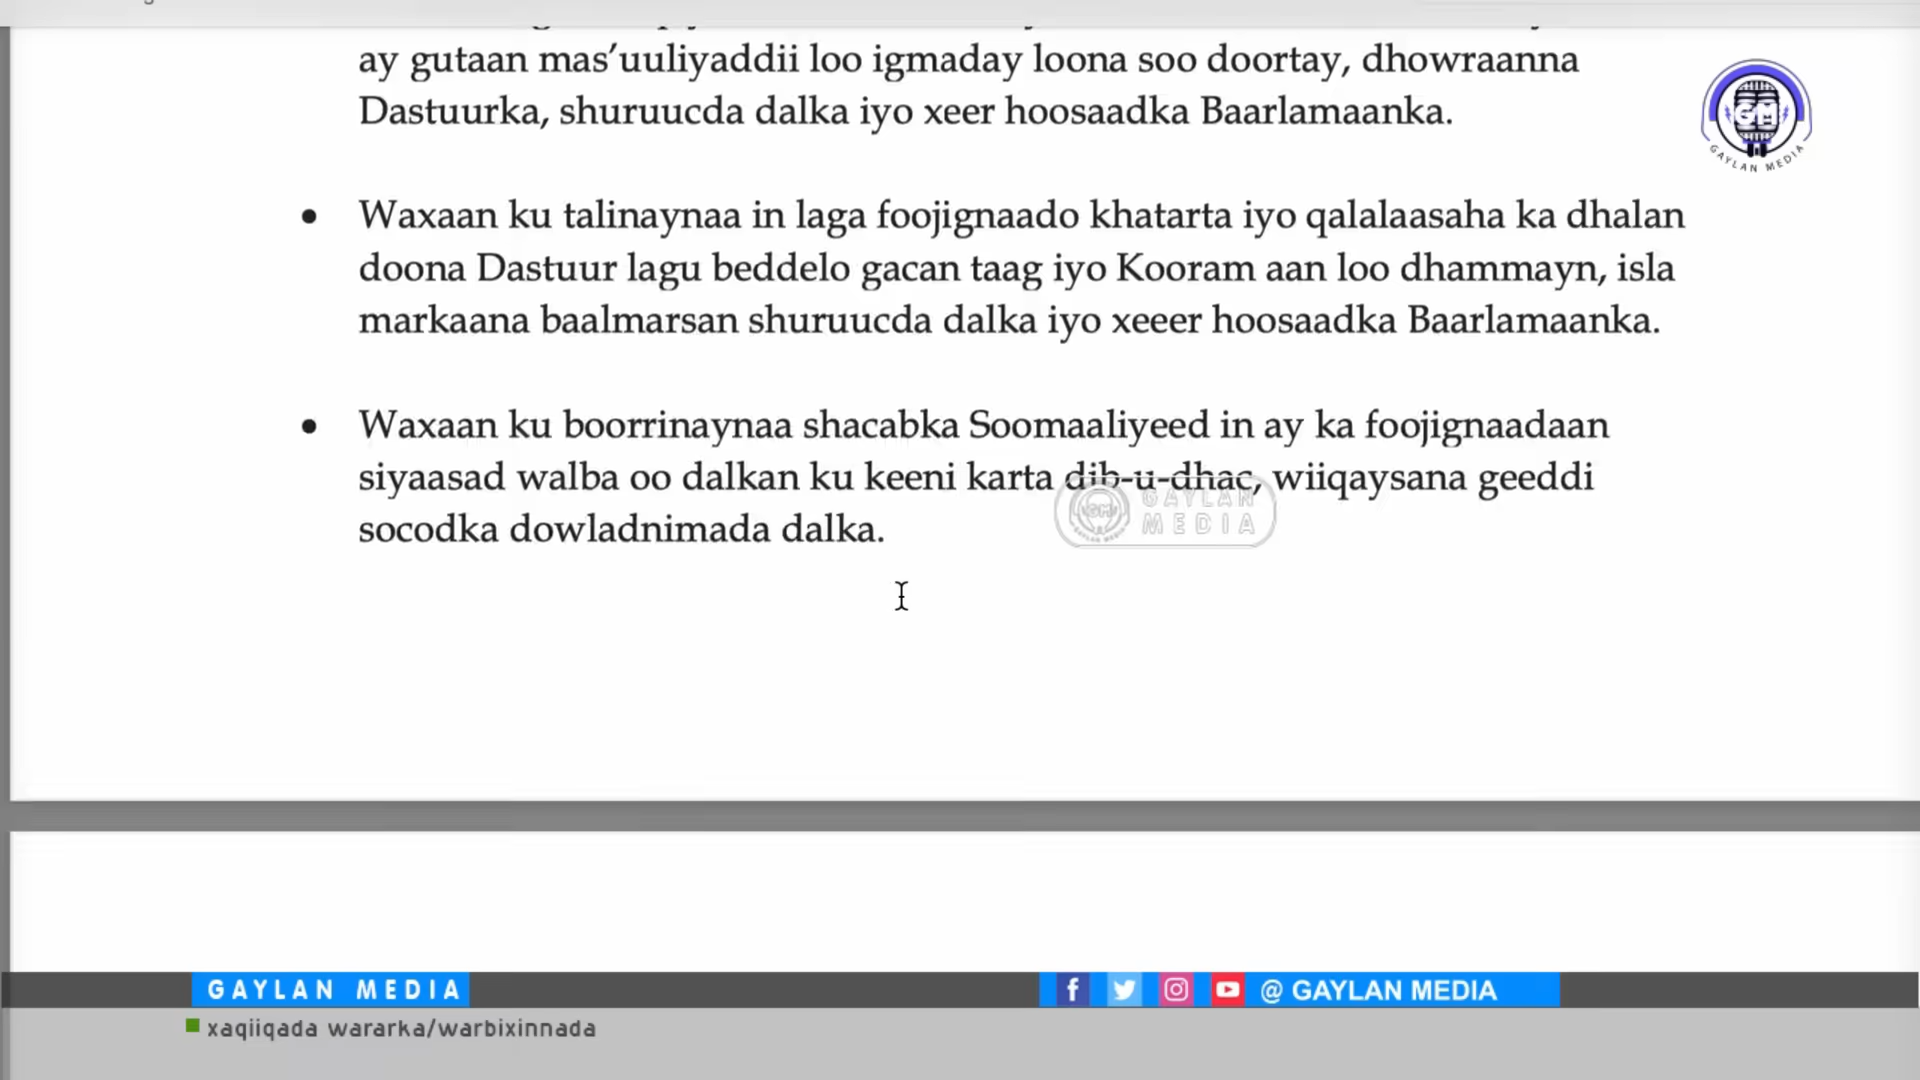 ay gutaan mas’uuliyaddii loo igmaday loona soo doortay, dhowraanna
Dastuurka, shuruucda dalka iyo xeer hoosaadka Baarlamaanka.
GM
GAYLAN MEDIA
• Waxaan ku talinaynaa in laga foojignaado khatarta iyo qalalaasaha ka dhalan
doona Dastuur lagu beddelo gacan taag iyo Kooram aan loo dhammayn, isla
markaana baalmarsan shuruucda dalka iyo xeeer hoosaadka Baarlamaanka.
• Waxaan ku boorrinaynaa shacabka Soomaaliyeed in ay ka foojignaadaan
siyaasad walba oo dalkan ku keeni karta dib-u-dhac, wiiqaysana geeddi
socodka dowladnimada dalka.
GM
GAYLAN
MEDIA
GAYLAN MEDIA
@ GAYLAN MEDIA
xaqiiqada wararka/warbixinnada